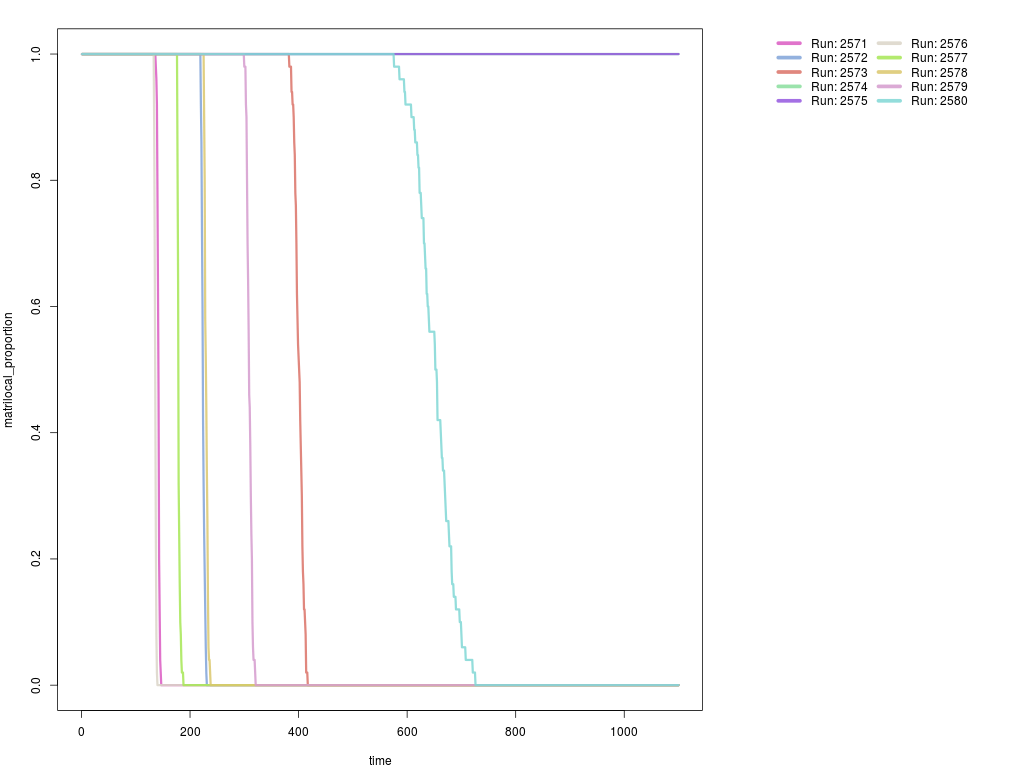 matrilocal_proportion
1.0
0.8
0.6
0.4
0.2
0.0
0 200 400 600 800 1000
time
Run: 2571 Run: 2576
Run: 2572 Run: 2577
Run: 2573 Run: 2578
Run: 2574 Run: 2579
Run: 2575 Run: 2580